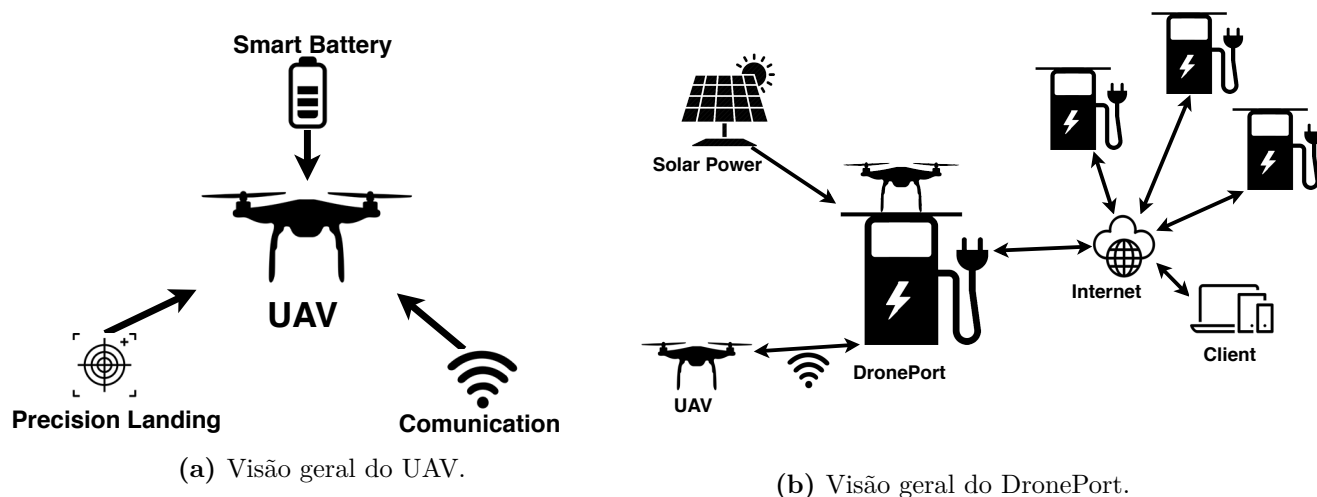 Smart Battery
UAV
Precision Landing
Comunication
(a) Visão geral do UAV.
Solar Power
Internet
Client
DronePort
UAV
(b) Visão geral do DronePort.